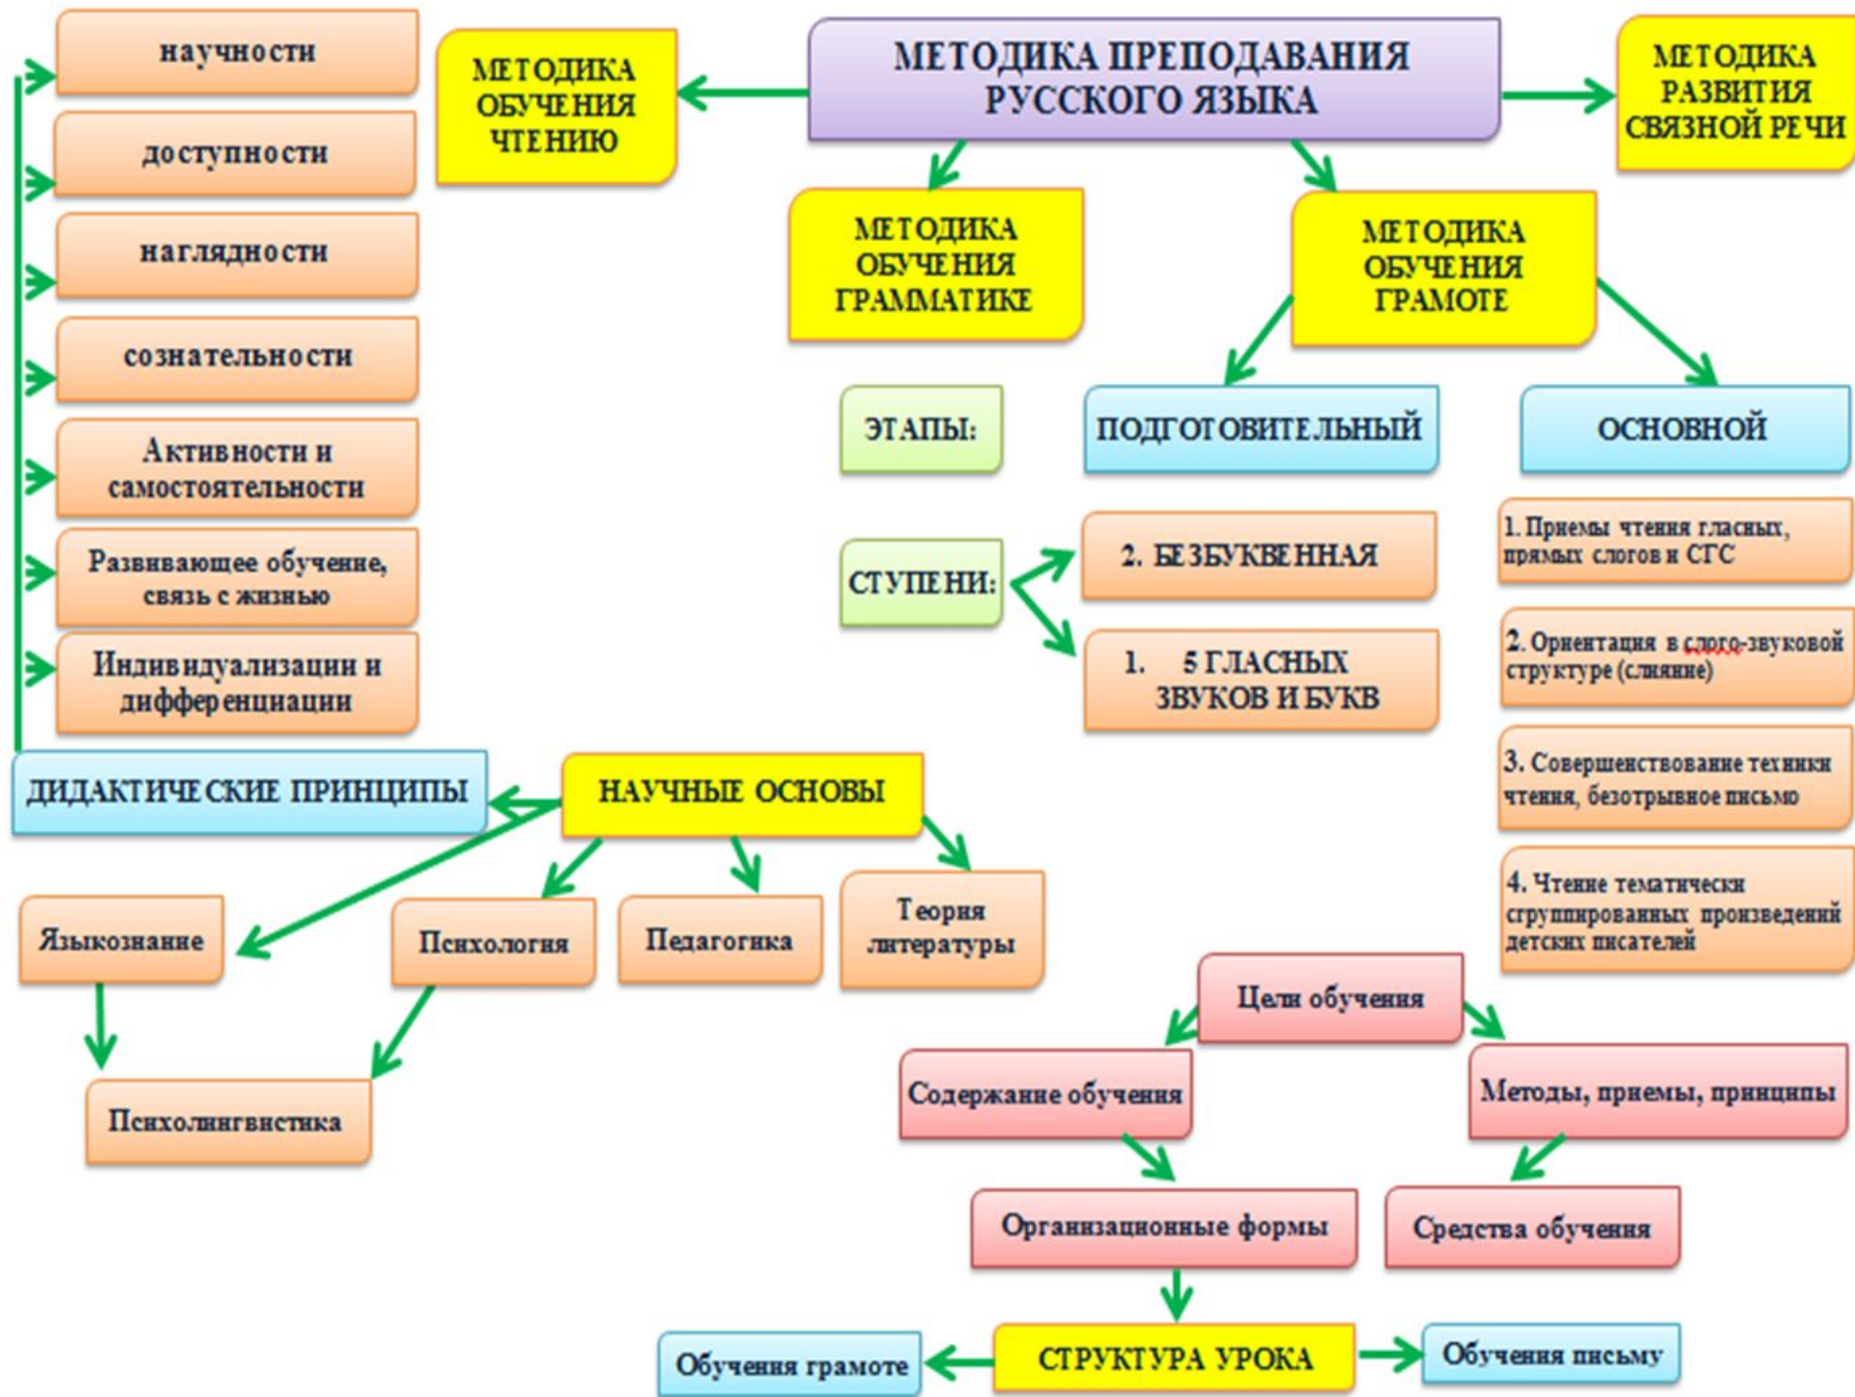 научности
доступности
наглядности
сознательности
Активности и
самостоятельности
Развивающее обучение,
связь с жизнью
Индивидуализации и
дифференциации
ДИДАКТИЧЕСКИЕ ПРИНЦИПЫ
МЕТОДИКА
ОБУЧЕНИЯ
ЧТЕНИЮ
МЕТОДИКА ПРЕПОДАВАНИЯ
РУССКОГО ЯЗЫКА
МЕТОДИКА
РАЗВИТИЯ
СВЯЗНОЙ РЕЧИ
МЕТОДИКА
ОБУЧЕНИЯ
ГРАММАТИКЕ
МЕТОДИКА
ОБУЧЕНИЯ
ГРАМОТЕ
ЭТАПЫ:
ПОДГОТОВИТЕЛЬНЫЙ
ОСНОВНОЙ
СТУПЕНИ:
2. БЕЗБУКВЕННАЯ
1. 5 ГЛАСНЫХ
ЗВУКОВ И БУКВ
1. Приемы чтения гласных,
прямых слогов и СГС
2. Ориентация в слого-звуковой
структуре (слияние)
3. Совершенствование техники
чтения, безотрывное письмо
4. Чтение тематически
сгруппированных произведений
детских писателей
НАУЧНЫЕ ОСНОВЫ
Языкознание
Психология
Педагогика
Теория
литературы
Психолингвистика
Цели обучения
Содержание обучения
Методы, приемы, принципы
Организационные формы
Средства обучения
Обучения грамоте
СТРУКТУРА УРОКА
Обучения письму